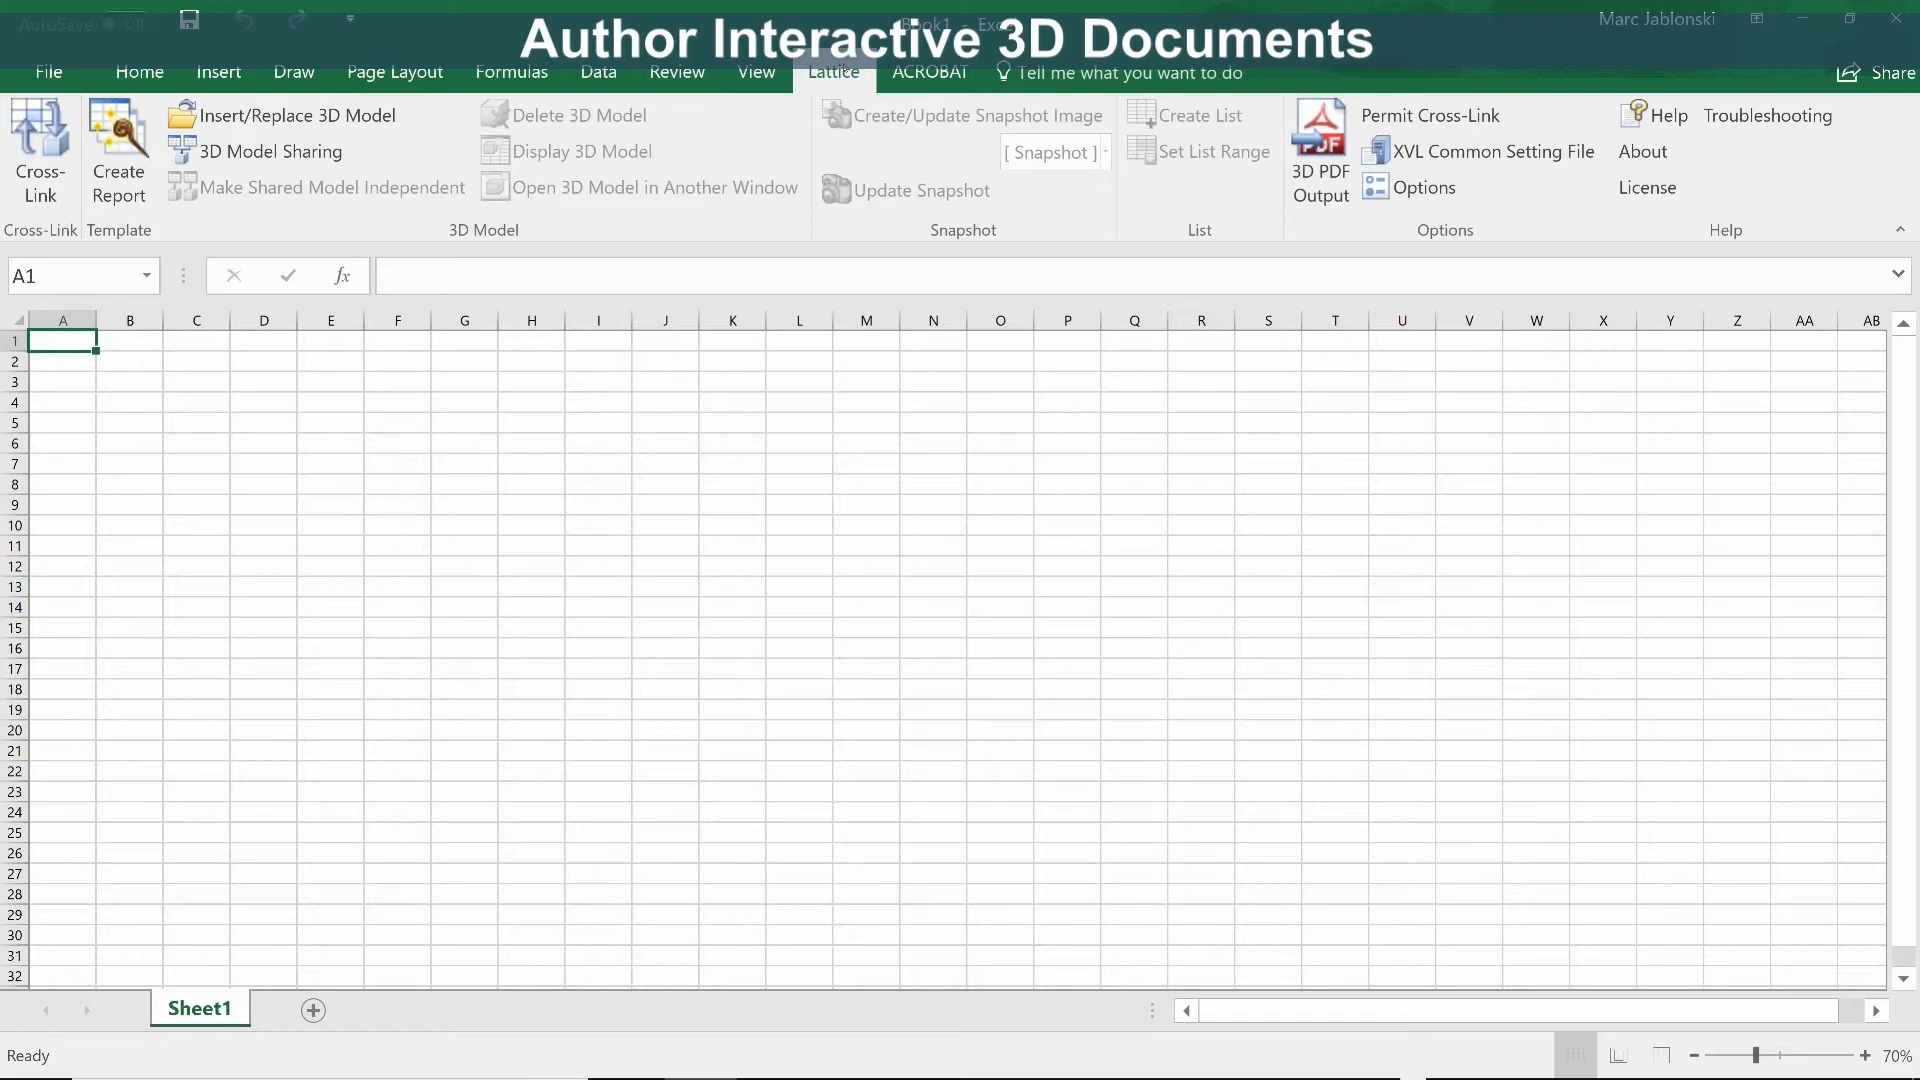 Author Interactive 3D Documents
AutoSave Off
Book1 - Exc
Marc Jablonski
File Home Insert Draw Page Layout Formulas Data Review View Lattice ACROBAT Tell me what you want to do Share
Insert/Replace 3D Model Delete 3D Model Create/Update Snapshot Image Create List Permit Cross-Link Help Troubleshooting
3D Model Sharing Display 3D Model [ Snapshot ] Set List Range XVL Common Setting File About
Cross-Link
Create Report
3D PDF Output
Make Shared Model Independent Open 3D Model in Another Window Update Snapshot Options License
Cross-Link Template 3D Model Snapshot List Options Help
A1 fx
A B C D E F G H I J K L M N O P Q R S T U V W X Y Z AA AB
1
2
3
4
5
6
7
8
9
10
11
12
13
14
15
16
17
18
19
20
21
22
23
24
25
26
27
28
29
30
31
32
Sheet1
Ready 70%